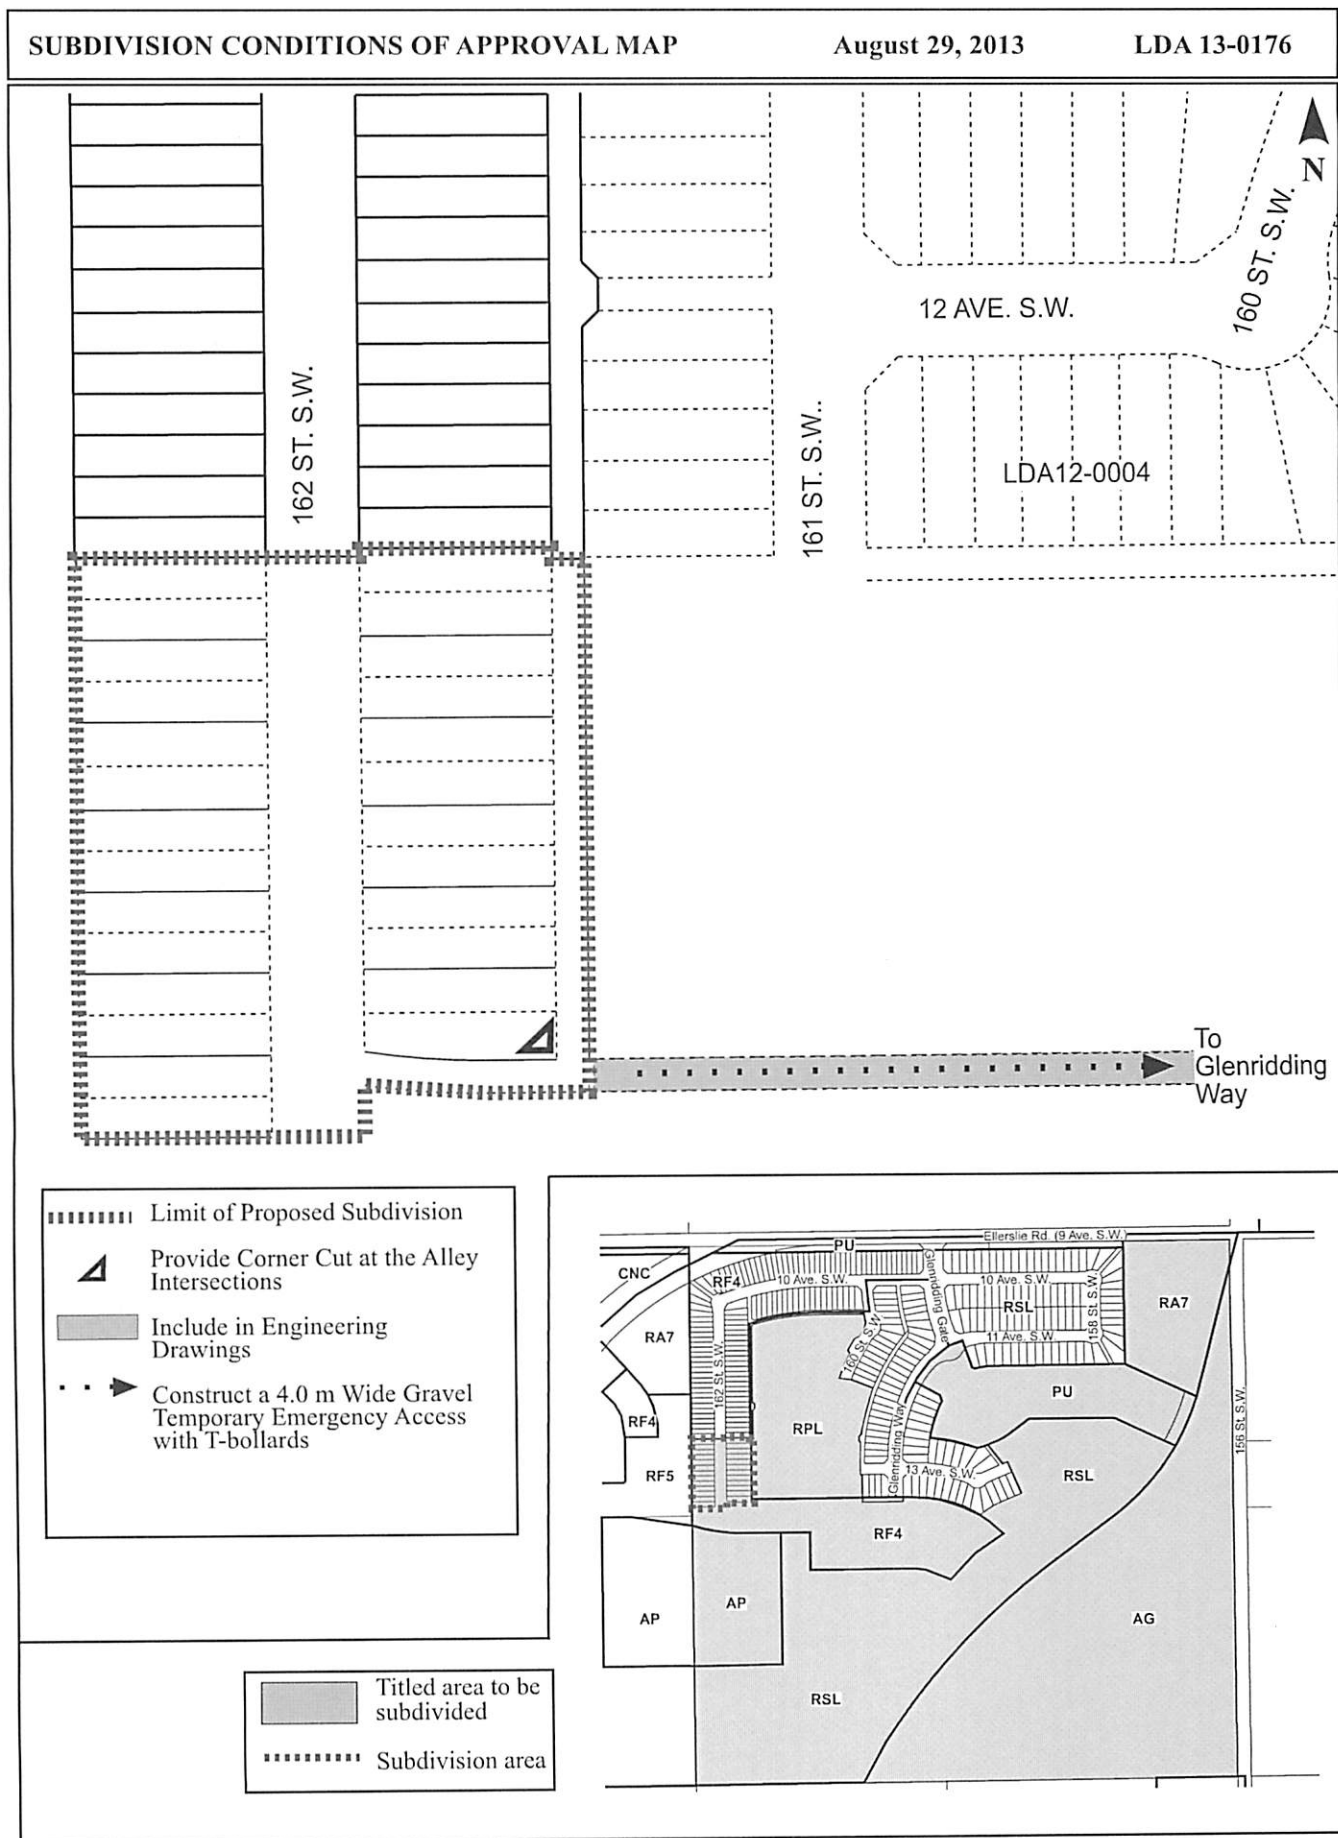 SUBDIVISION CONDITIONS OF APPROVAL MAP August 29, 2013 LDA 13-0176
N
160 ST. S.W.
12 AVE. S.W.
162 ST. S.W.
161 ST. S.W..
LDA12-0004
To
Glenridding
Way
Limit of Proposed Subdivision
Provide Corner Cut at the Alley
Intersections
Include in Engineering
Drawings
Construct a 4.0 m Wide Gravel
Temporary Emergency Access
with T-bollards
Ellerslie Rd. (9 Ave. S.W.)
PU
CNC
RF4
10 Ave. S.W.
Glenridding Gate
10 Ave. S.W.
RSL
158 St. S.W.
RA7
RA7
160 St. S.W.
11 Ave. S.W.
162 St. S.W.
PU
RF4
RPL
Glenridding Way
156 St. S.W.
RF5
13 Ave. S.W.
RSL
RF4
AP
AP
AG
RSL
Titled area to be
subdivided
Subdivision area